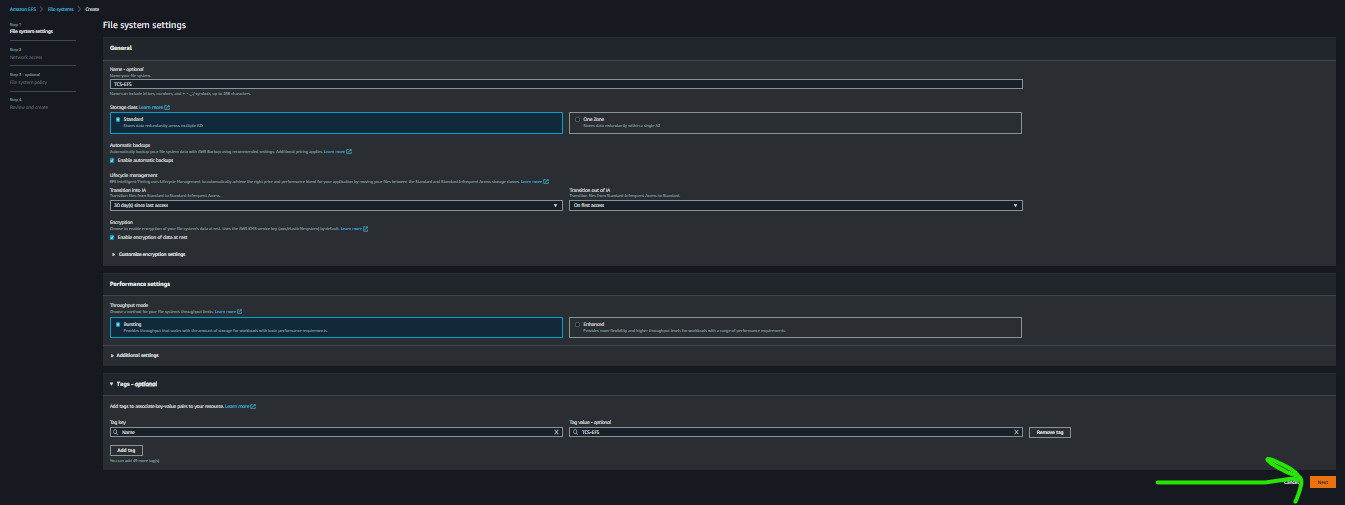 Amazon EFS > File systems > Create
Step 1
File system settings
Step 2
Network access
Step 3 - optional
File system policy
Step 4
Review and create
File system settings
General
Name - optional
Name your file system.
TCS-EFS
Name can include letters, numbers, and symbols, up to 256 characters.
Storage class Learn more
Standard
Stores data redundantly across multiple AZs
One Zone
Stores data redundantly within a single AZ
Automatic backups
Automatically backup your file system data with AWS Backup using recommended settings. Additional pricing applies. Learn more
Enable automatic backups
Lifecycle management
EFS Intelligent-Tiering uses Lifecycle Management to automatically achieve the right price and performance blend for your application by moving your files between the Standard and Standard-Infrequent Access storage classes. Learn more
Transition into IA
Transition files from Standard to Standard-Infrequent Access.
30 day(s) since last access
Transition out of IA
Transition files from Standard-Infrequent Access to Standard.
On first access
Encryption
Choose to enable encryption of your file system's data at rest. Uses the AWS KMS service key (aws/elasticfilesystem) by default. Learn more
Enable encryption of data at rest
Customize encryption settings
Performance settings
Throughput mode
Choose a method for your file system's throughput limits. Learn more
Bursting
Provides throughput that scales with the amount of storage for workloads with basic performance requirements.
Enhanced
Provides more flexibility and higher throughput levels for workloads with a range of performance requirements.
Additional settings
Tags - optional
Add tags to associate key-value pairs to your resource. Learn more
Tag key
Name
Tag value - optional
TCS-EFS
Remove tag
Add tag
You can add 49 more tag(s)
Cancel
Next